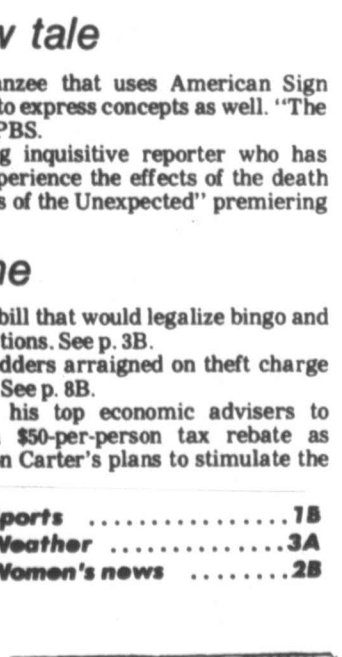 w tale
anzee that uses American Sign
to express concepts as well. "The
PBS.
g inquisitive reporter who has
perience the effects of the death
s of the Unexpected" premiering
ne
bill that would legalize bingo and
tions. See p. 3B.
dders arraigned on theft charge
See p. 8B.
his top economic advisers to
$50-per-person tax rebate as
n Carter's plans to stimulate the
ports ................1B
Weather ..............3A
Women's news ........2B